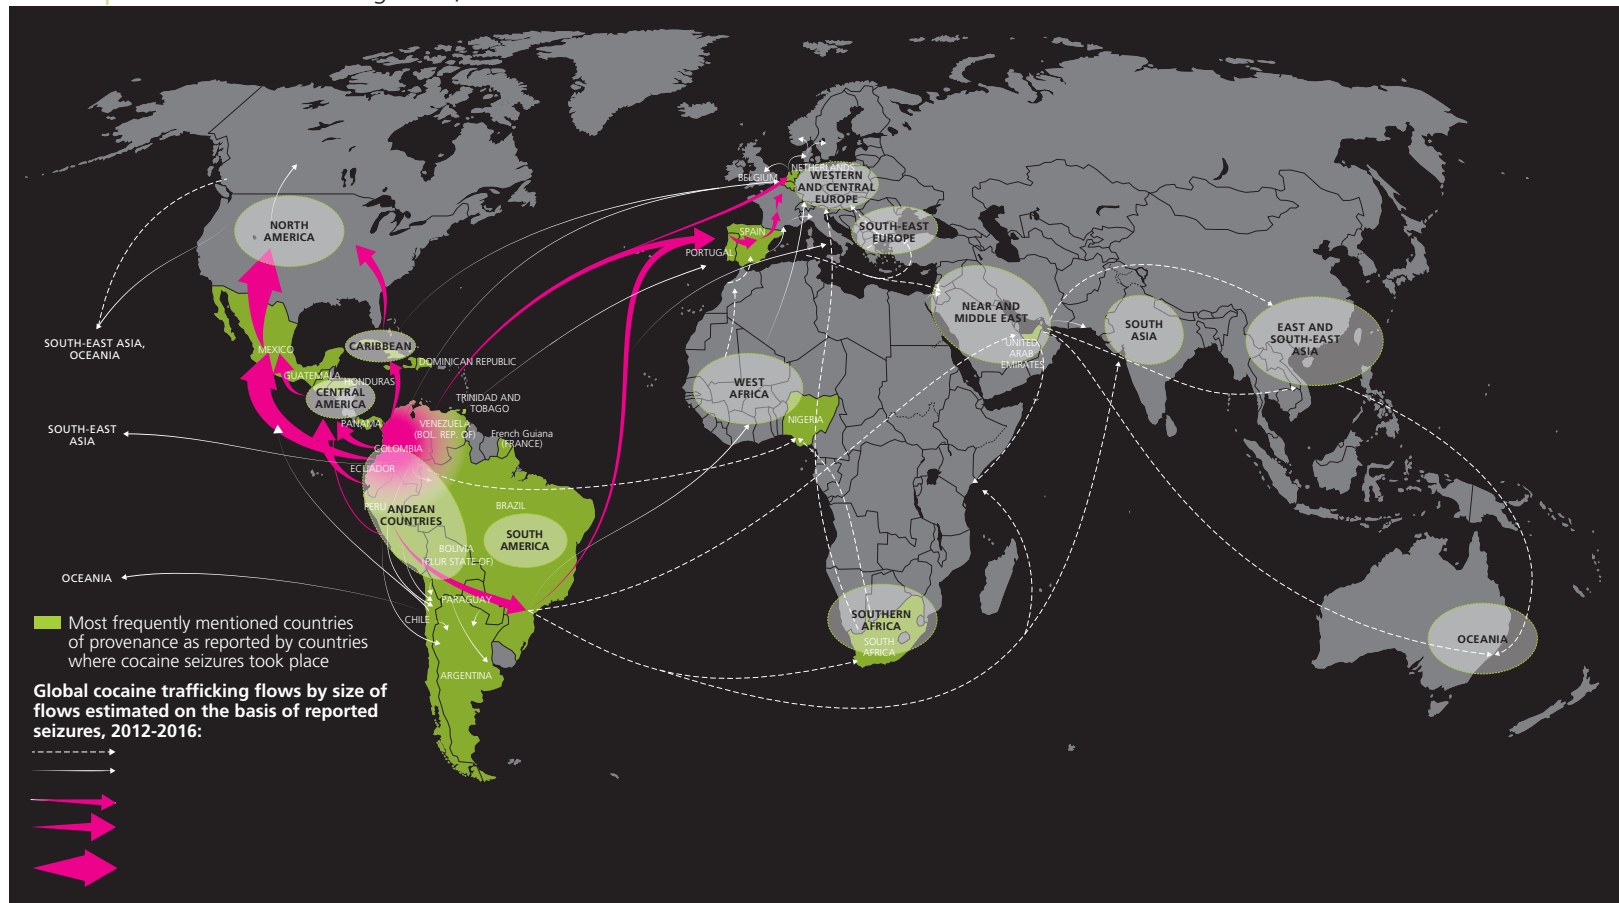 NORTH
AMERICA
SOUTH-EAST ASIA,
OCEANIA
SOUTH-EAST
ASIA
OCEANIA
MEXICO
CARIBBEAN
DOMINICAN REPUBLIC
GUATEMALA
HONDURAS
CENTRAL
AMERICA
TRINIDAD AND
TOBAGO
PANAMA
VENEZUELA
(BOL. REP. OF)
French Guiana
(FRANCE)
COLOMBIA
ECUADOR
PERU
ANDEAN
COUNTRIES
BRAZIL
SOUTH
AMERICA
BOLIVIA
(PLUR STATE OF)
PARAGUAY
CHILE
ARGENTINA
NETHERLANDS
BELGIUM
WESTERN
AND CENTRAL
EUROPE
SPAIN
PORTUGAL
SOUTH-EAST
EUROPE
NEAR AND
MIDDLE EAST
UNITED
ARAB
EMIRATES
SOUTH
ASIA
EAST AND
SOUTH-EAST
ASIA
WEST
AFRICA
NIGERIA
SOUTHERN
AFRICA
SOUTH
AFRICA
OCEANIA
Most frequently mentioned countries
of provenance as reported by countries
where cocaine seizures took place
Global cocaine trafficking flows by size of
flows estimated on the basis of reported
seizures, 2012-2016: